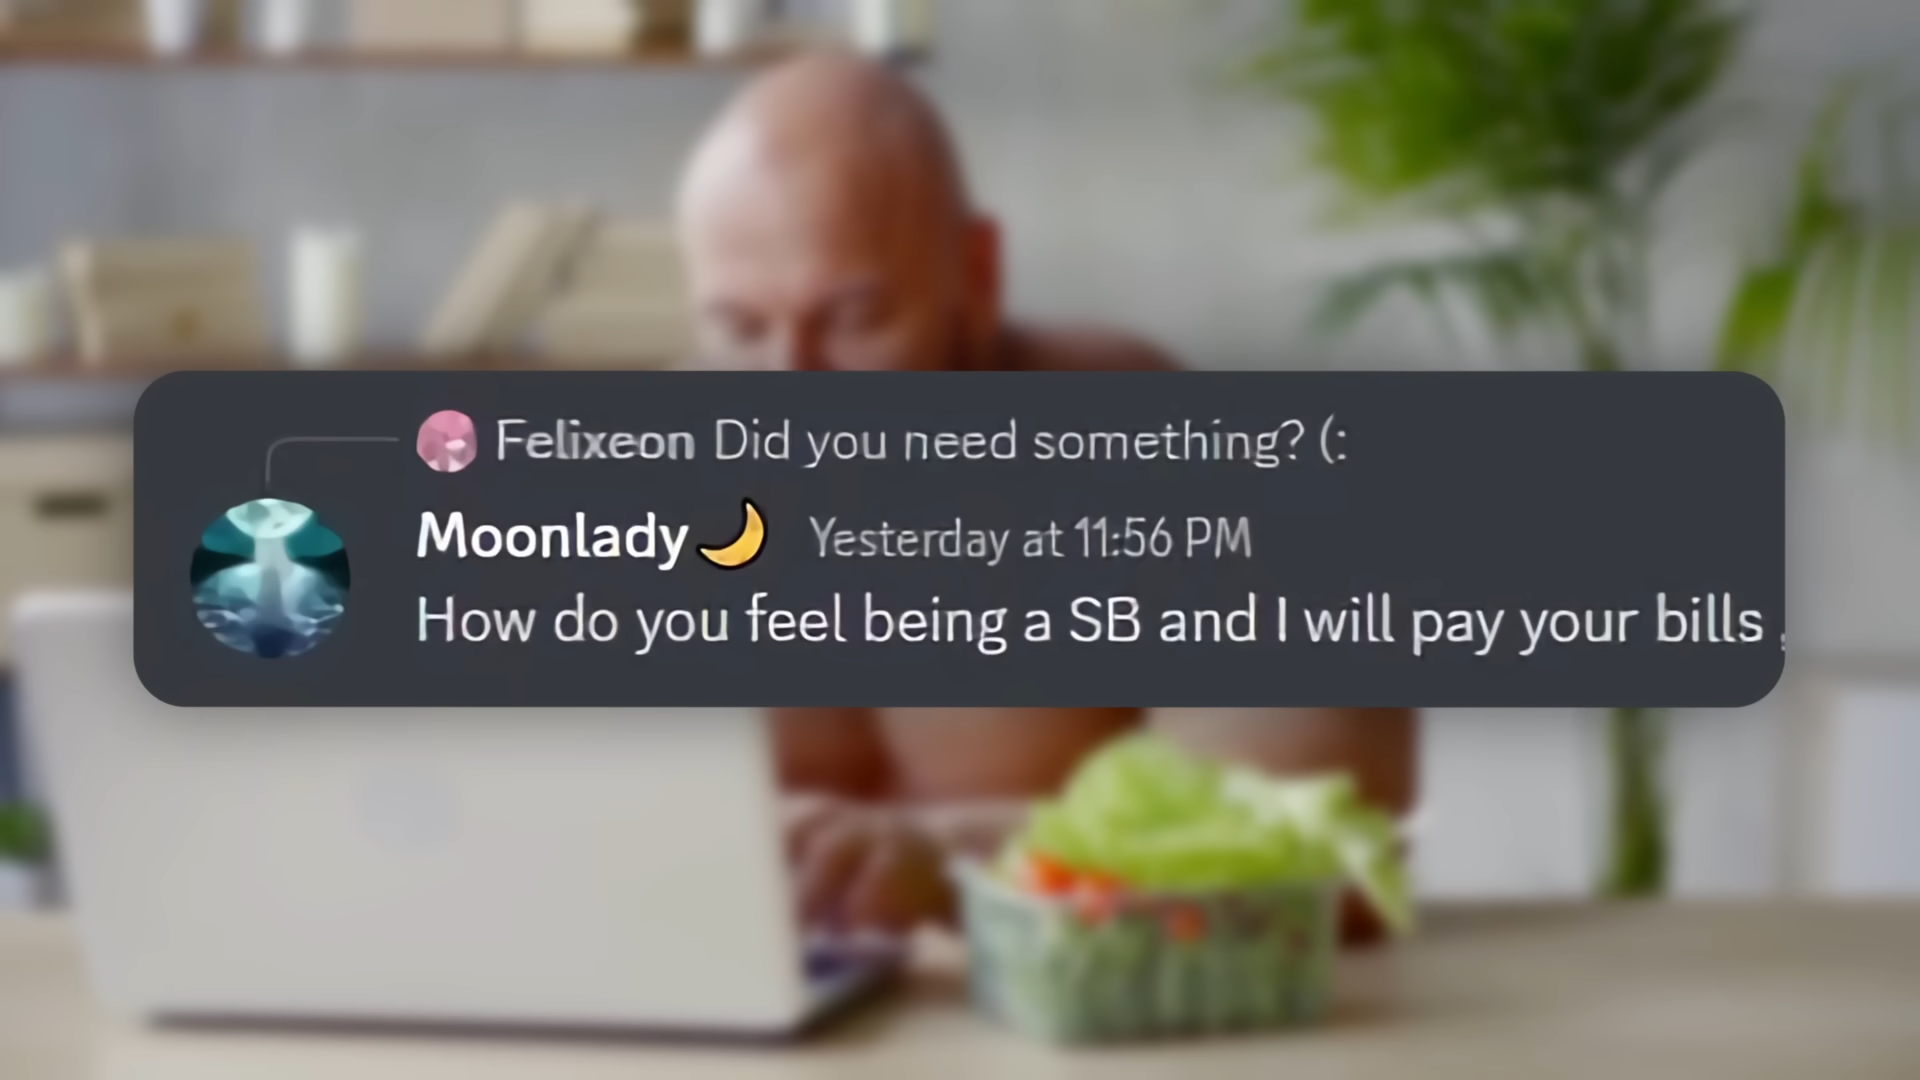 Felixeon Did you need something? (:
Moonlady🌙 Yesterday at 11:56 PM
How do you feel being a SB and I will pay your bills